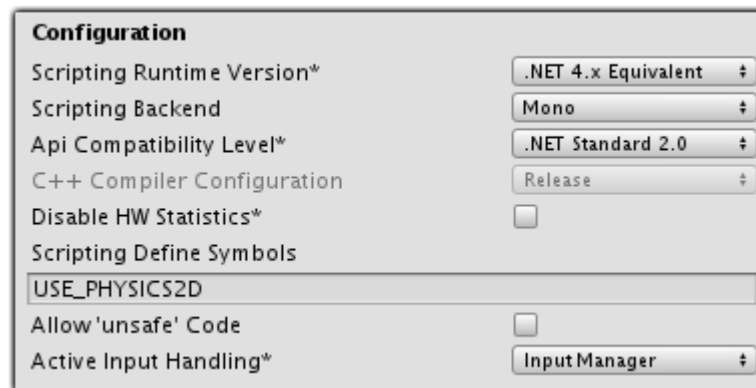 Configuration
Scripting Runtime Version* .NET 4.x Equivalent
Scripting Backend Mono
Api Compatibility Level* .NET Standard 2.0
C++ Compiler Configuration Release
Disable HW Statistics*
Scripting Define Symbols
USE_PHYSICS2D
Allow 'unsafe' Code
Active Input Handling* Input Manager